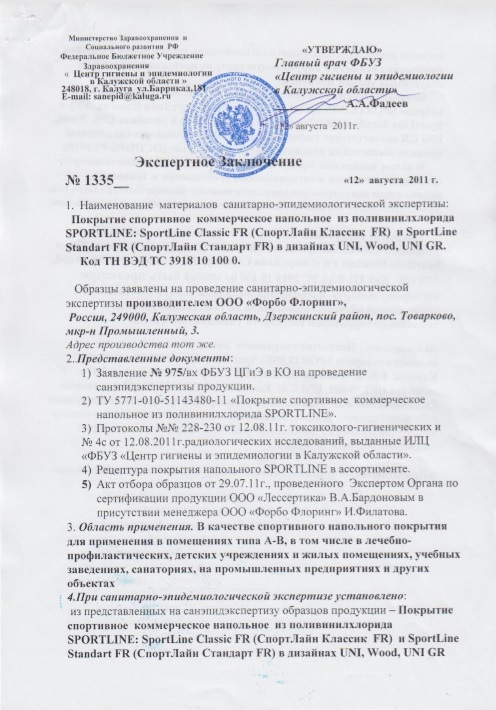 Министерство Здравоохранения и
Социального развития РФ
Федеральное Бюджетное Учреждение
Здравоохранения
« Центр гигиены и эпидемиологии
в Калужской области »
248018, г. Калуга ул.Баррикад,181
E-mail: sanepid@kaluga.ru
«УТВЕРЖДАЮ»
Главный врач ФБУЗ
«Центр гигиены и эпидемиологии
в Калужской области»
А.А.Фадеев
августа 2011г.
Экспертное Заключение
№ 1335__
«12» августа 2011 г.
1. Наименование материалов санитарно-эпидемиологической экспертизы:
Покрытие спортивное коммерческое напольное из поливинилхлорида
SPORTLINE: SportLine Classic FR (СпортЛайн Классик FR) и SportLine
Standart FR (СпортЛайн Стандарт FR) в дизайнах UNI, Wood, UNI GR.
Код ТН ВЭД ТС 3918 10 100 0.
Образцы заявлены на проведение санитарно-эпидемиологической
экспертизы производителем ООО «Форбо Флоринг»,
Россия, 249000, Калужская область, Дзержинский район, пос. Товарково,
мкр-н Промышленный, 3.
Адрес производства тот же.
2. Представленные документы:
1) Заявление № 975/вх ФБУЗ ЦГиЭ в КО на проведение
санэпидэкспертизы продукции.
2) ТУ 5771-010-51143480-11 «Покрытие спортивное коммерческое
напольное из поливинилхлорида SPORTLINE».
3) Протоколы №№ 228-230 от 12.08.11г. токсиколого-гигиенических и
№ 4с от 12.08.2011г.радиологических исследований, выданные ИЛЦ
«ФБУЗ «Центр гигиены и эпидемиологии в Калужской области».
4) Рецептура покрытия напольного SPORTLINE в ассортименте.
5) Акт отбора образцов от 29.07.11г., проведенного Экспертом Органа по
сертификации продукции ООО «Лессертика» В.А.Бардоновым в
присутствии менеджера ООО «Форбо Флоринг» И.Филатова.
3. Область применения. В качестве спортивного напольного покрытия
для применения в помещениях типа А-В, в том числе в лечебно-
профилактических, детских учреждениях и жилых помещениях, учебных
заведениях, санаториях, на промышленных предприятиях и других
объектах
4.При санитарно-эпидемиологической экспертизе установлено:
из представленных на санэпидэкспертизу образцов продукции – Покрытие
спортивное коммерческое напольное из поливинилхлорида
SPORTLINE: SportLine Classic FR (СпортЛайн Классик FR) и SportLine
Standart FR (СпортЛайн Стандарт FR) в дизайнах UNI, Wood, UNI GR